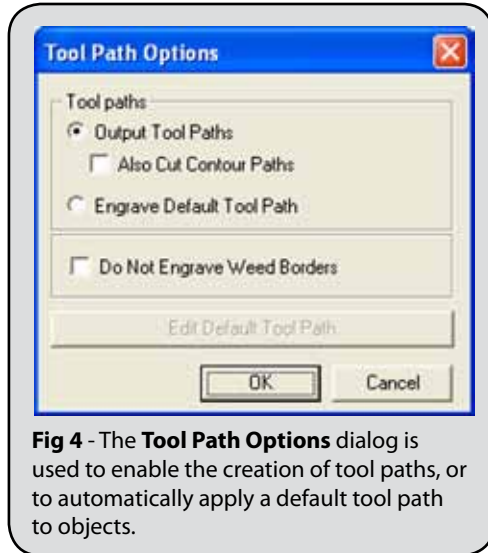 Tool Path Options
Tool paths
Output Tool Paths
Also Cut Contour Paths
Engrave Default Tool Path
Do Not Engrave Weed Borders
Edit Default Tool Path
OK Cancel
Fig 4 - The Tool Path Options dialog is
used to enable the creation of tool paths, or
to automatically apply a default tool path
to objects.